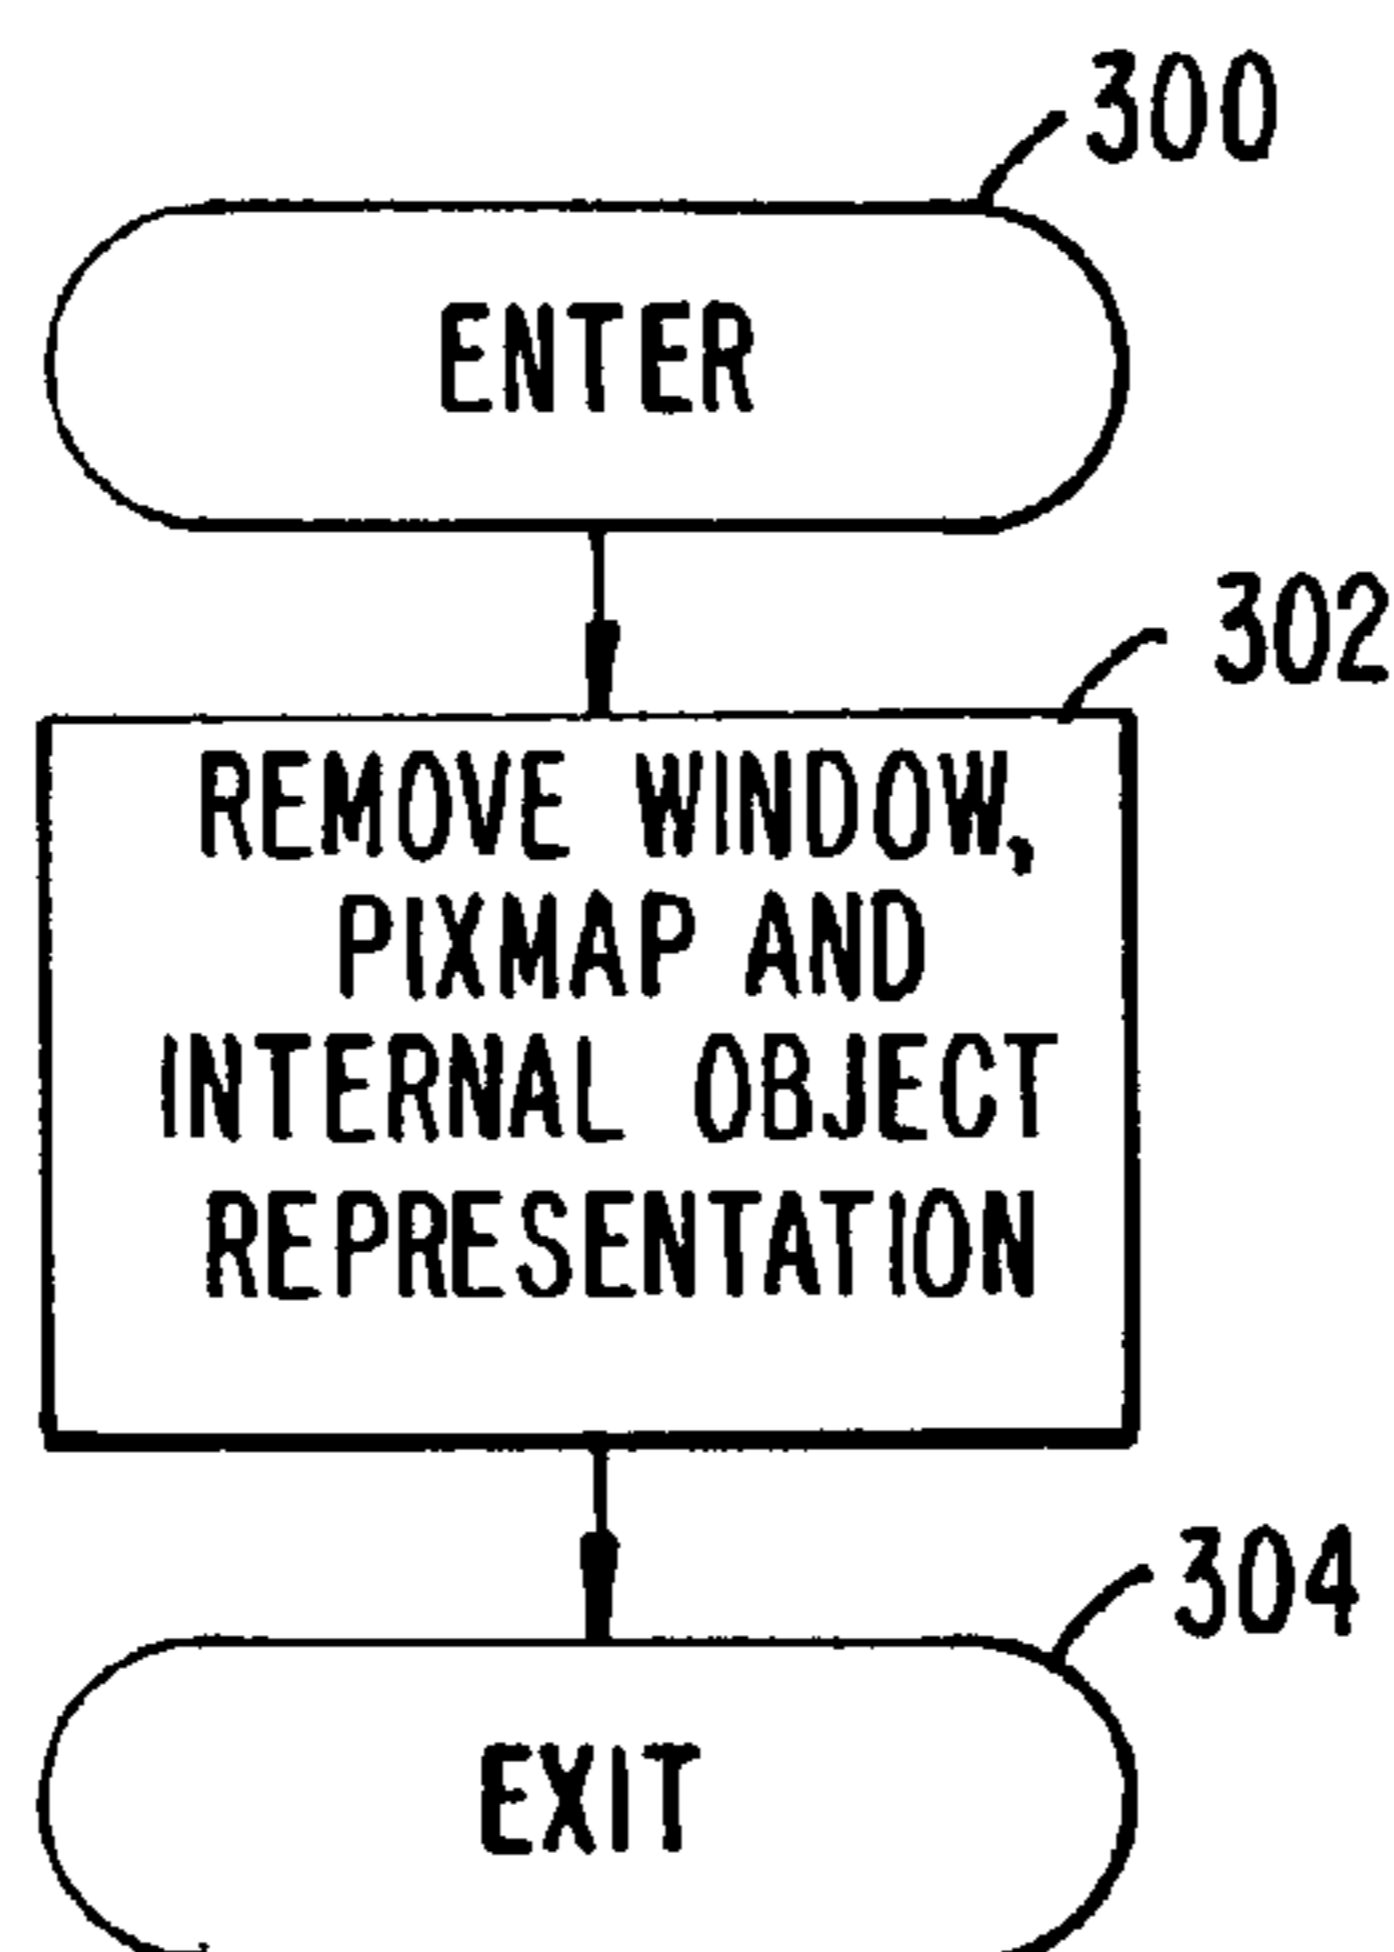 300
ENTER
302
REMOVE WINDOW,
PIXMAP AND
INTERNAL OBJECT
REPRESENTATION
304
EXIT